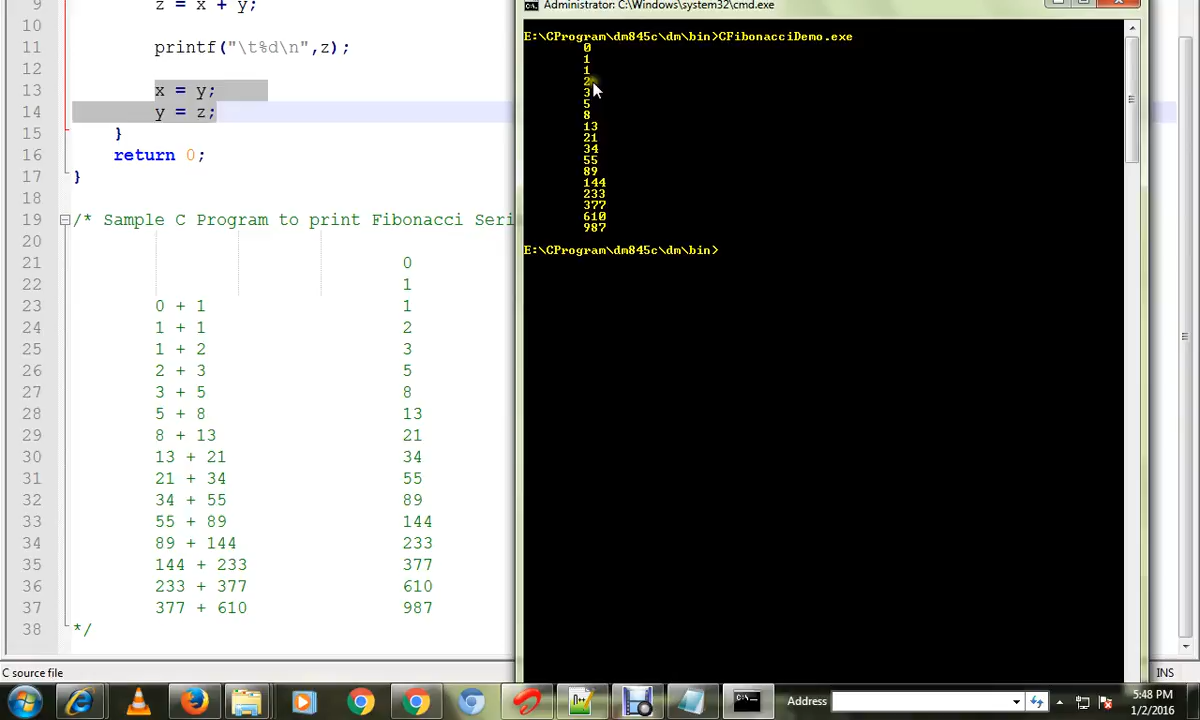 9 z = x + y;
10
11 printf("\t%d\n",z);
12
13 x = y;
14 y = z;
15 }
16 return 0;
17 }
18
19 /* Sample C Program to print Fibonacci Seri
20
21 0
22 1
23 0 + 1 1
24 1 + 1 2
25 1 + 2 3
26 2 + 3 5
27 3 + 5 8
28 5 + 8 13
29 8 + 13 21
30 13 + 21 34
31 21 + 34 55
32 34 + 55 89
33 55 + 89 144
34 89 + 144 233
35 144 + 233 377
36 233 + 377 610
37 377 + 610 987
38 */
C source file
Administrator: C:\Windows\system32\cmd.exe
E:\CProgram\dm845c\dm\bin>CFibonacciDemo.exe
0
1
1
2
3
5
8
13
21
34
55
89
144
233
377
610
987
E:\CProgram\dm845c\dm\bin>
INS
Address
5:48 PM
1/2/2016